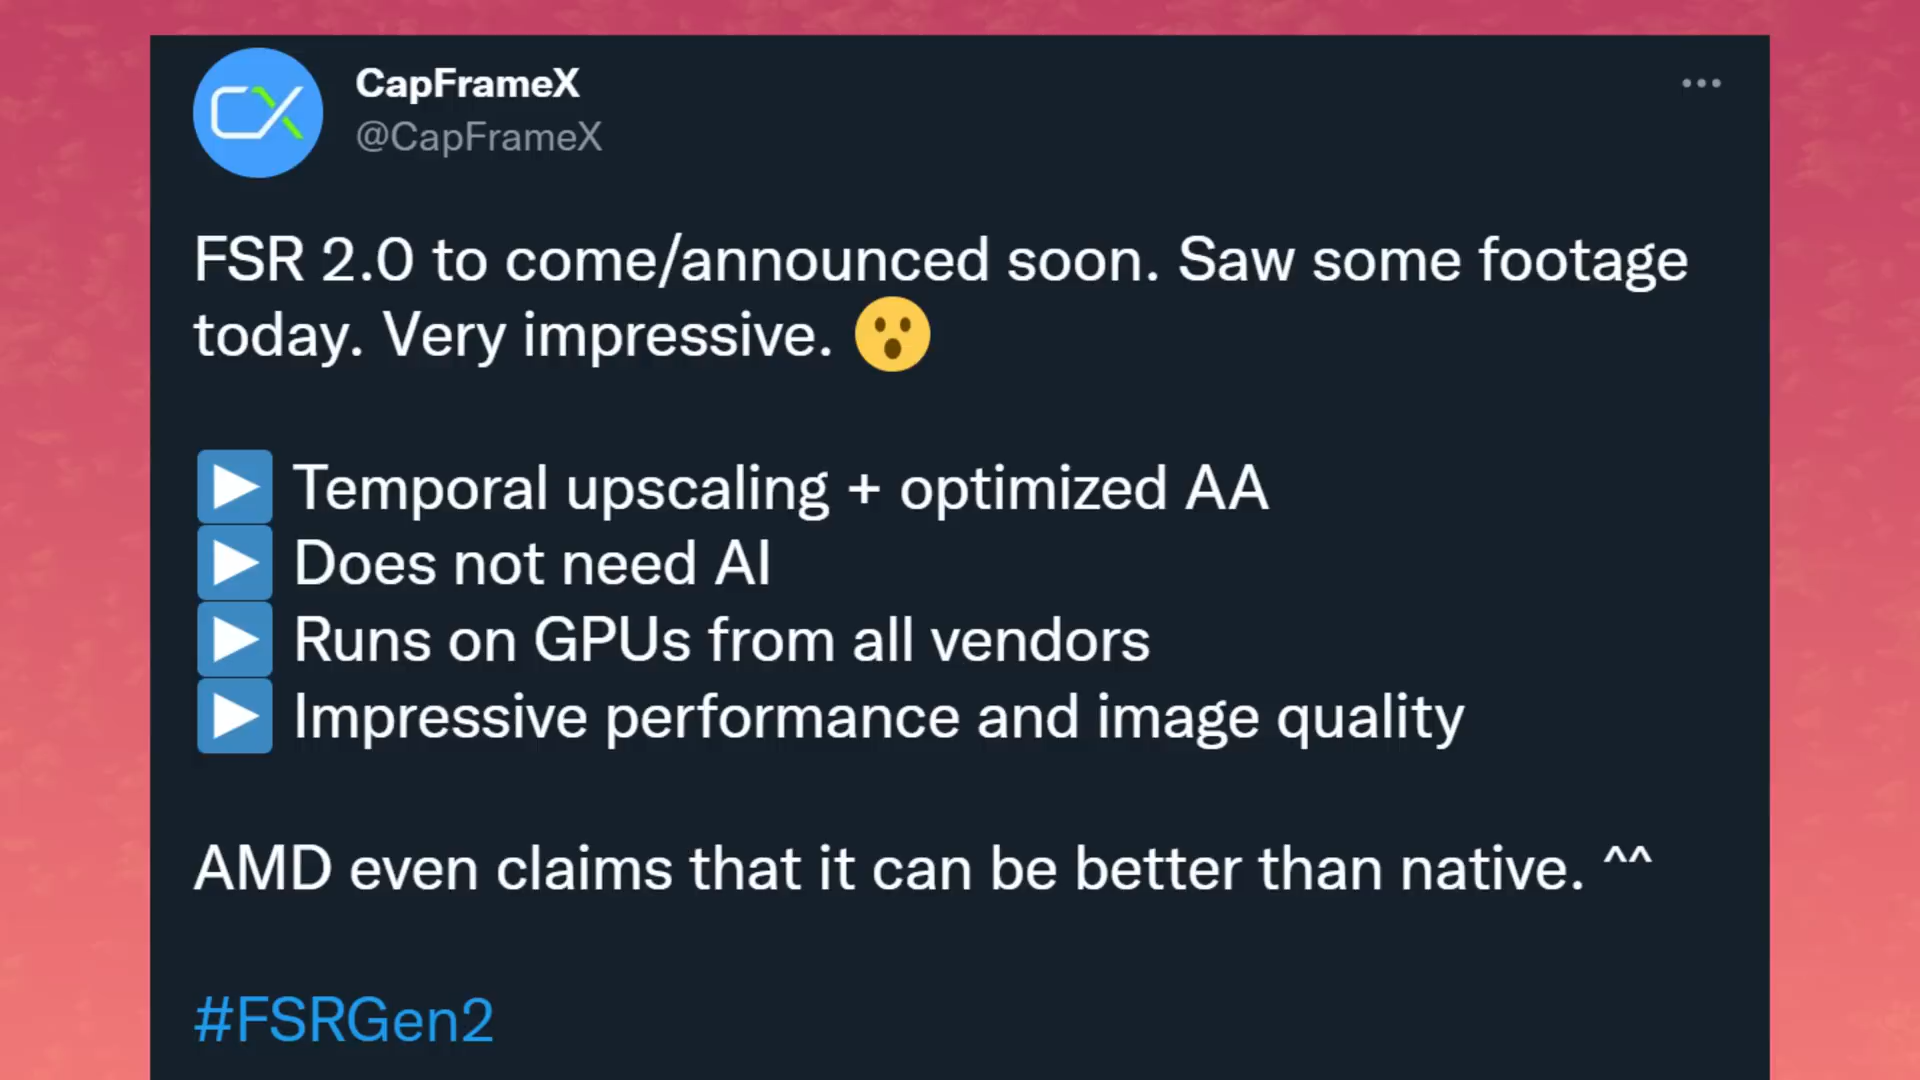 CapFrameX
@CapFrameX
FSR 2.0 to come/announced soon. Saw some footage
today. Very impressive. 😮
▶ Temporal upscaling + optimized AA
▶ Does not need AI
▶ Runs on GPUs from all vendors
▶ Impressive performance and image quality
AMD even claims that it can be better than native. ^^
#FSRGen2